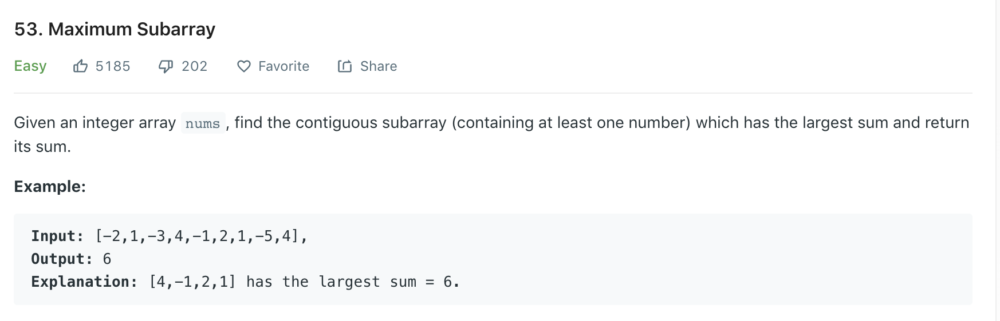 53. Maximum Subarray
Easy 5185 202 Favorite Share
Given an integer array nums , find the contiguous subarray (containing at least one number) which has the largest sum and return
its sum.
Example:
Input: [-2,1,-3,4,-1,2,1,-5,4],
Output: 6
Explanation: [4,-1,2,1] has the largest sum = 6.